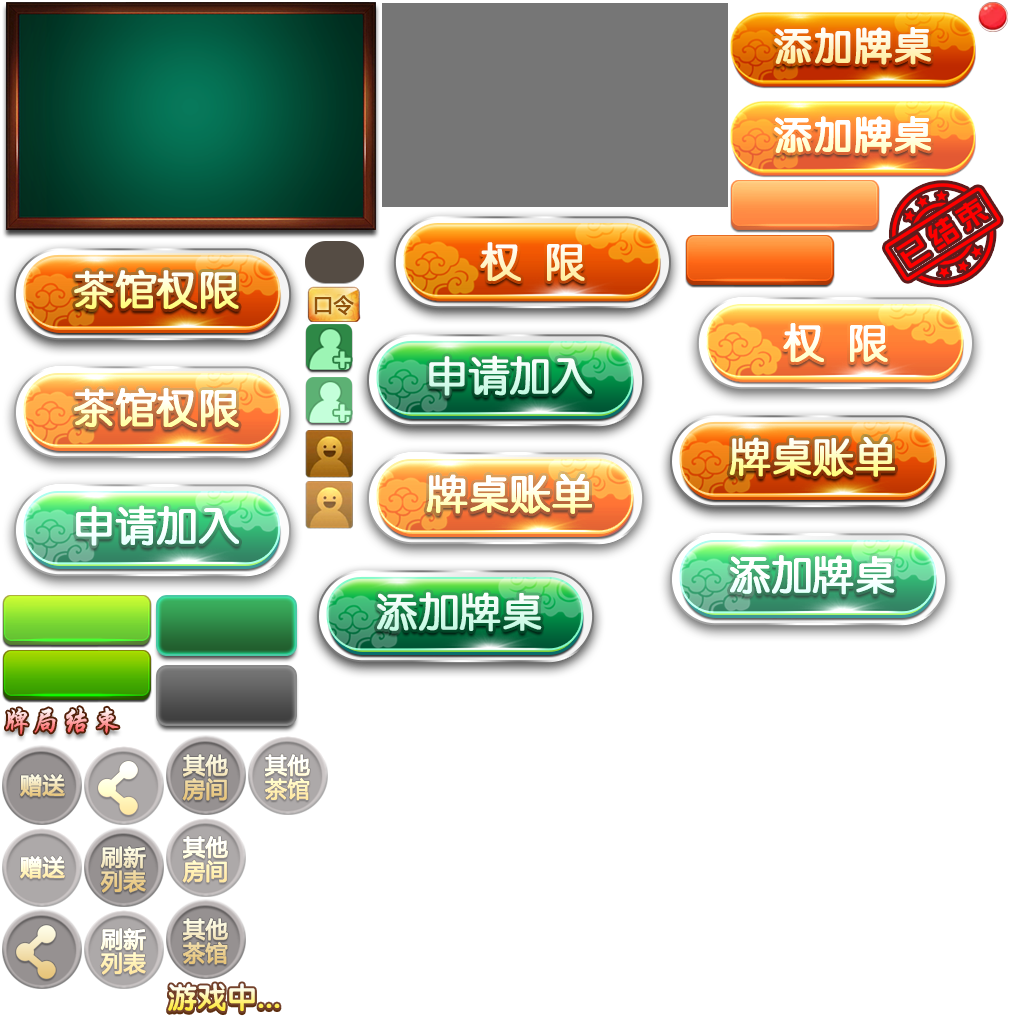 添加牌桌
添加牌桌
已结束
茶馆权限
权 限
口令
权 限
申请加入
茶馆权限
牌桌账单
牌桌账单
申请加入
添加牌桌
添加牌桌
牌局结束
赠送
其他
房间
其他
茶馆
赠送
刷新
列表
其他
房间
刷新
列表
其他
茶馆
游戏中...